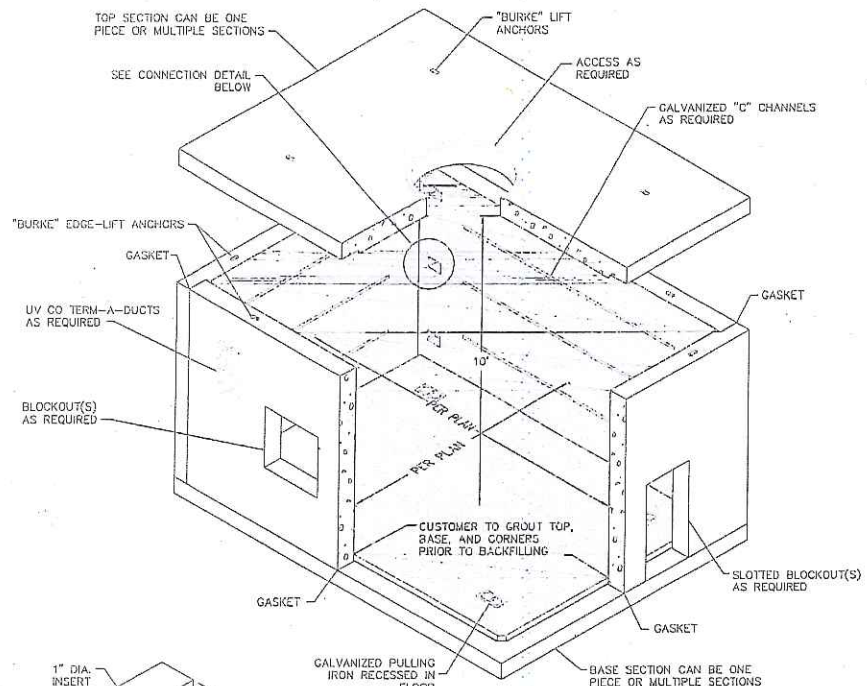 TOP SECTION CAN BE ONE
PIECE OR MULTIPLE SECTIONS
"BURKE" LIFT
ANCHORS
SEE CONNECTION DETAIL
BELOW
ACCESS AS
REQUIRED
GALVANIZED "C" CHANNELS
AS REQUIRED
"BURKE" EDGE-LIFT ANCHORS
GASKET
GASKET
UV CO TERM-A-DUCTS
AS REQUIRED
10'
BLOCKOUT(S)
AS REQUIRED
PER PLAN
PER PLAN
CUSTOMER TO GROUT TOP,
BASE, AND CORNERS
PRIOR TO BACKFILLING
SLOTTED BLOCKOUT(S)
AS REQUIRED
GASKET
GASKET
1" DIA.
INSERT
GALVANIZED PULLING
IRON RECESSED IN
FLOOR
BASE SECTION CAN BE ONE
PIECE OR MULTIPLE SECTIONS